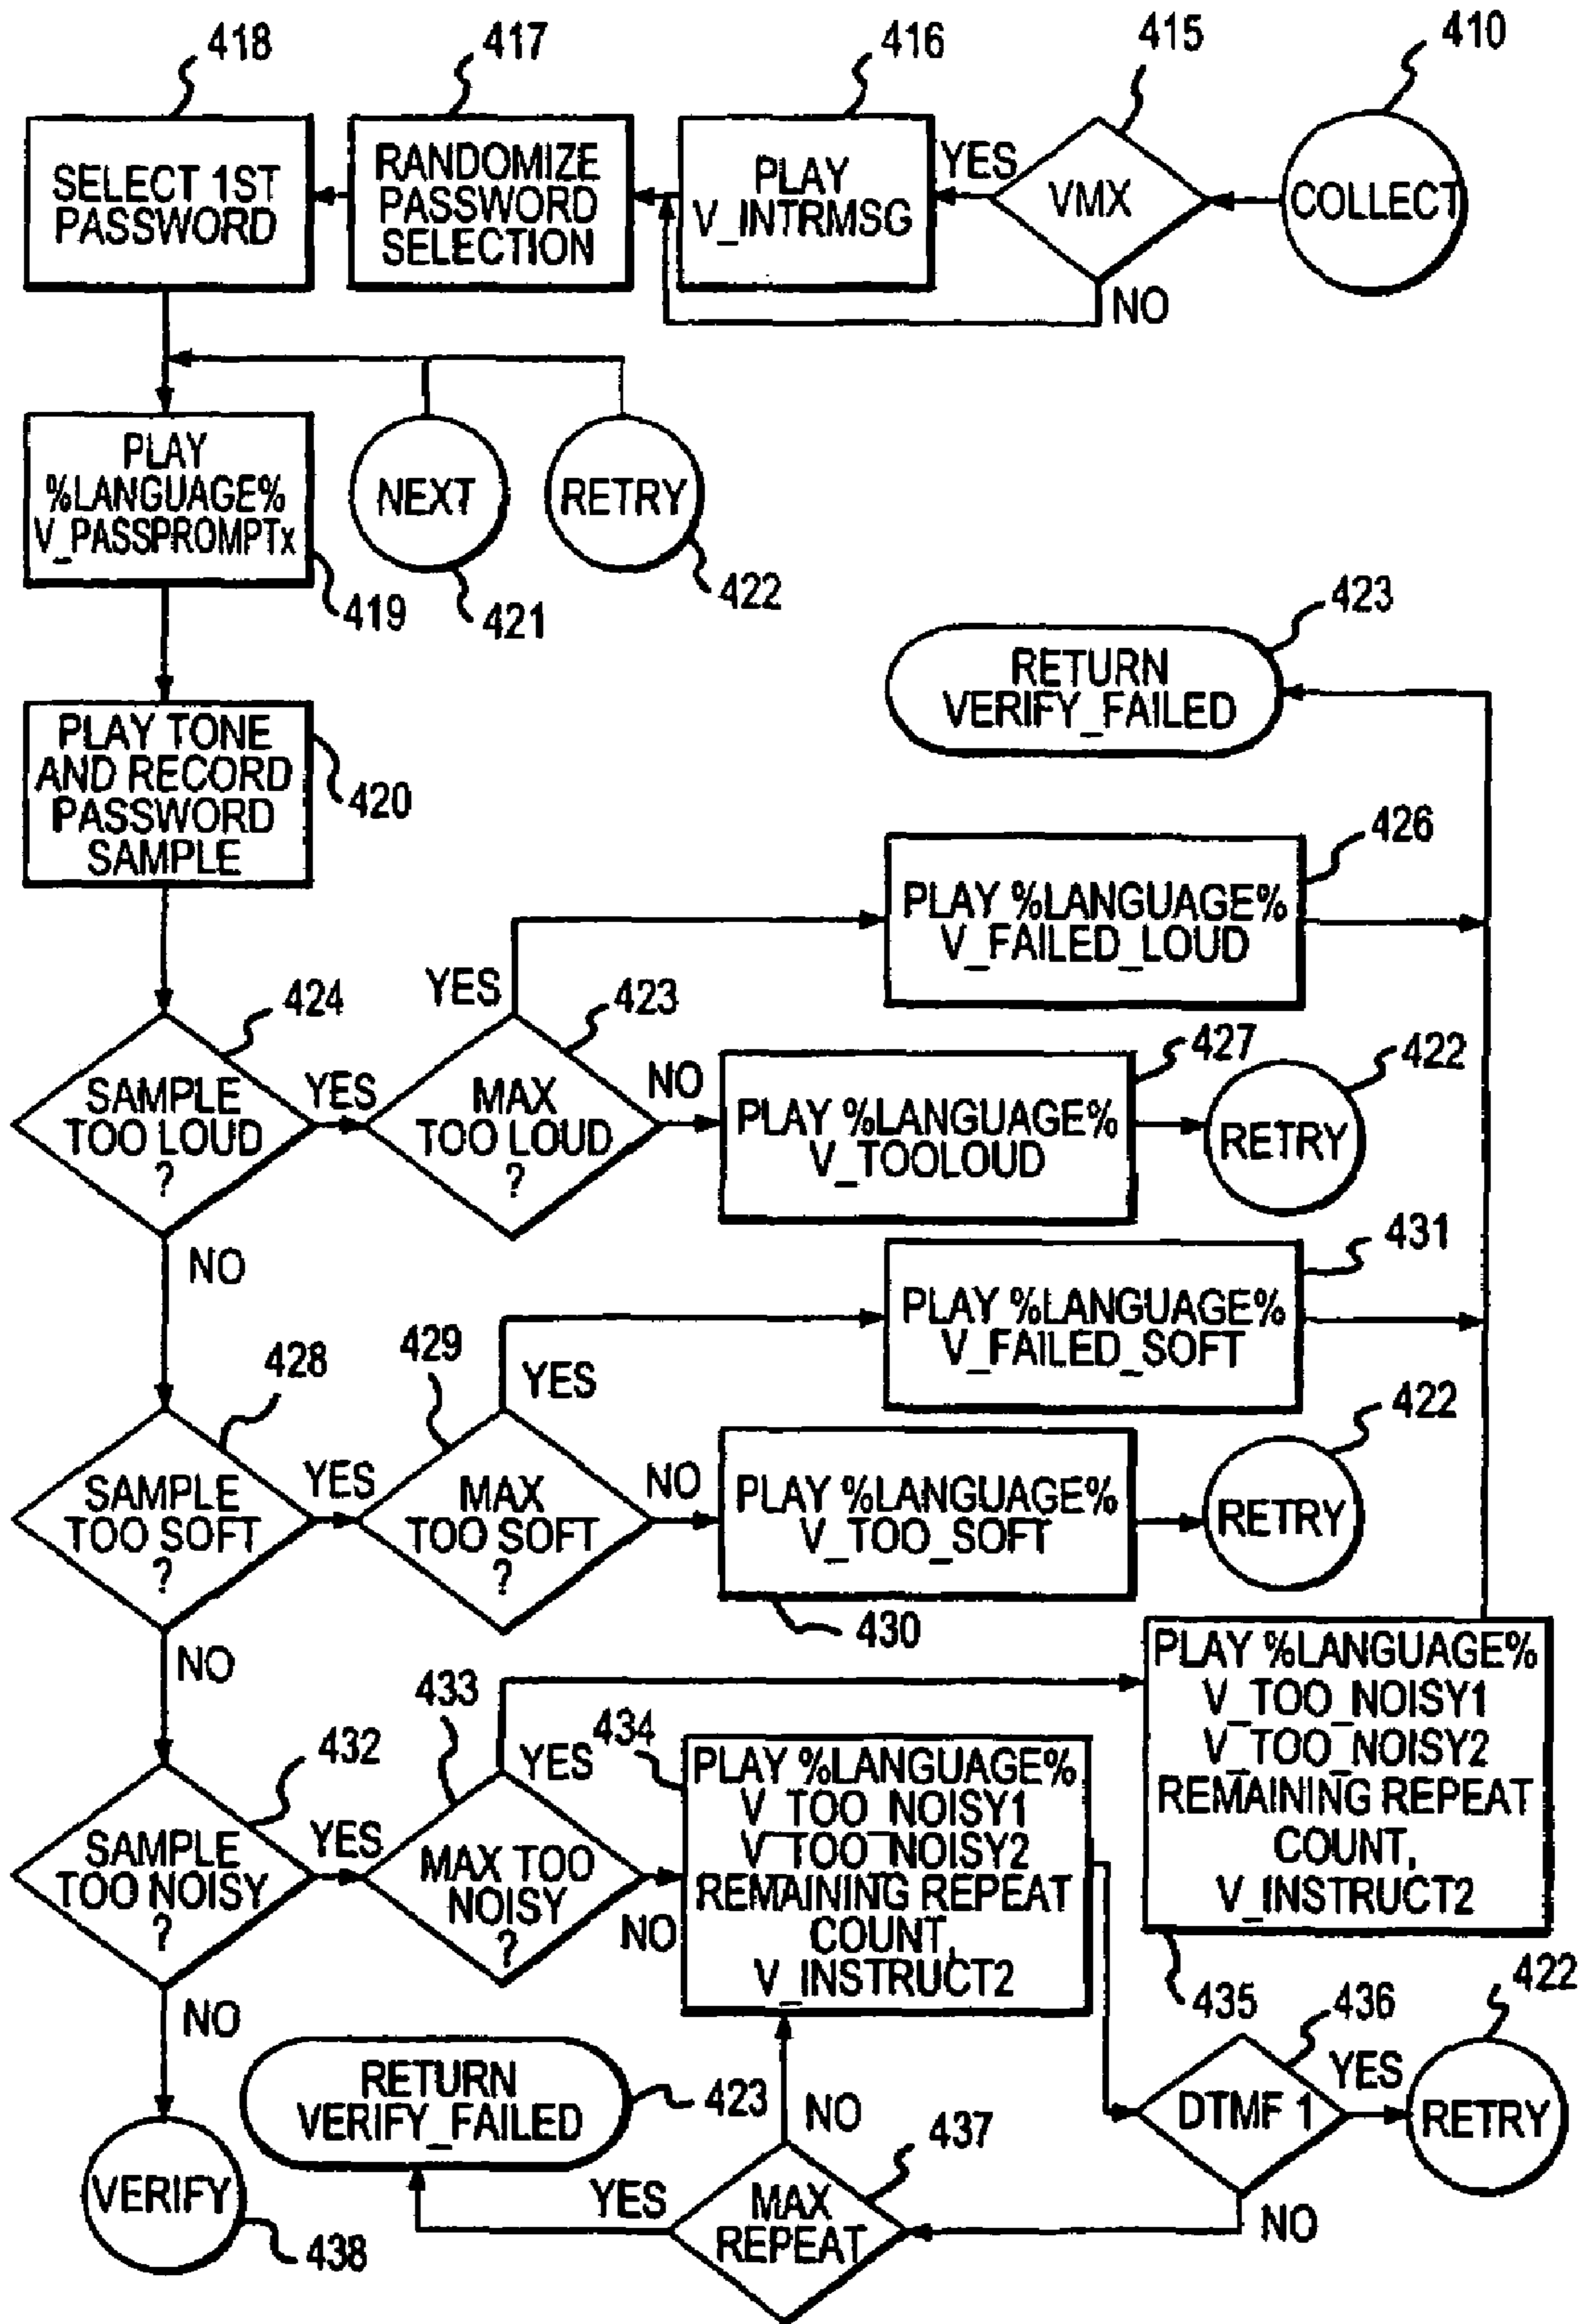 418
417
416
415
410
SELECT 1ST
PASSWORD
RANDOMIZE
PASSWORD
SELECTION
PLAY
V_INTRMSG
YES
VMX
COLLECT
NO
PLAY
%LANGUAGE%
V_PASSPROMPTx
419
NEXT
421
RETRY
422
423
RETURN
VERIFY_FAILED
PLAY TONE
AND RECORD
PASSWORD
SAMPLE
420
426
PLAY %LANGUAGE%
V_FAILED_LOUD
YES
424
423
SAMPLE
TOO LOUD
?
YES
MAX
TOO LOUD
?
NO
427
PLAY %LANGUAGE%
V_TOOLOUD
422
RETRY
NO
431
PLAY %LANGUAGE%
V_FAILED_SOFT
428
429
YES
SAMPLE
TOO SOFT
?
YES
MAX
TOO SOFT
?
NO
PLAY %LANGUAGE%
V_TOO_SOFT
430
422
RETRY
NO
PLAY %LANGUAGE%
V_TOO_NOISY1
V_TOO_NOISY2
REMAINING REPEAT
COUNT,
V_INSTRUCT2
435
432
433
YES
434
SAMPLE
TOO NOISY
?
YES
MAX TOO
NOISY
?
NO
PLAY %LANGUAGE%
V_TOO_NOISY1
V_TOO_NOISY2
REMAINING REPEAT
COUNT,
V_INSTRUCT2
NO
436
422
DTMF 1
YES
RETRY
NO
RETURN
VERIFY_FAILED
423
NO
437
YES
MAX
REPEAT
VERIFY
438